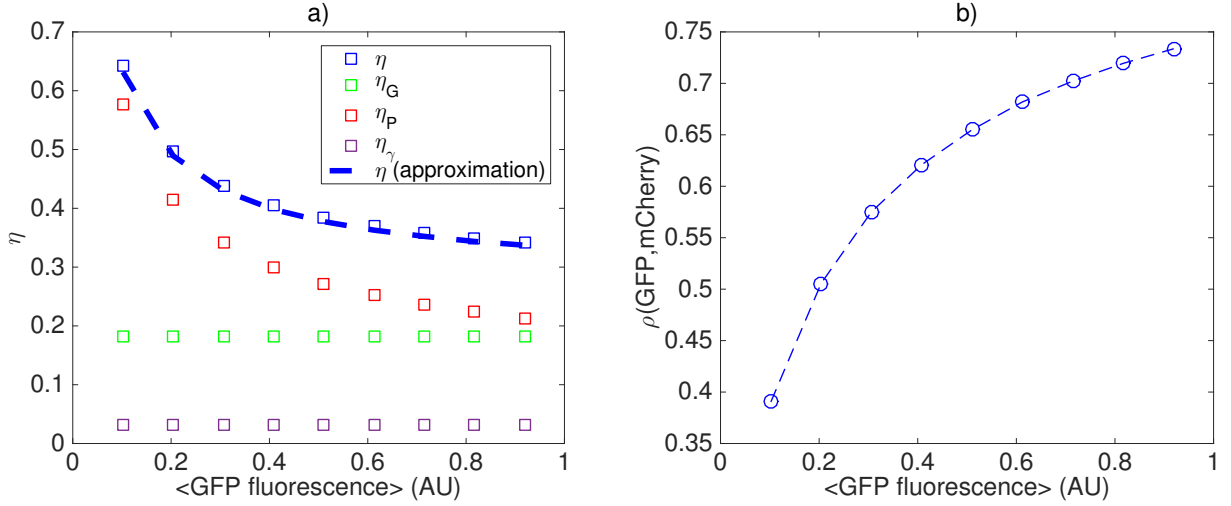 a)
0.7
0.6
0.5
0.4
0.3
0.2
0.1
0
η
η
η_G
η_P
η_γ
η (approximation)
0 0.2 0.4 0.6 0.8 1
<GFP fluorescence> (AU)
b)
0.75
0.7
0.65
0.6
0.55
0.5
0.45
0.4
0.35
ρ(GFP,mCherry)
0 0.2 0.4 0.6 0.8 1
<GFP fluorescence> (AU)